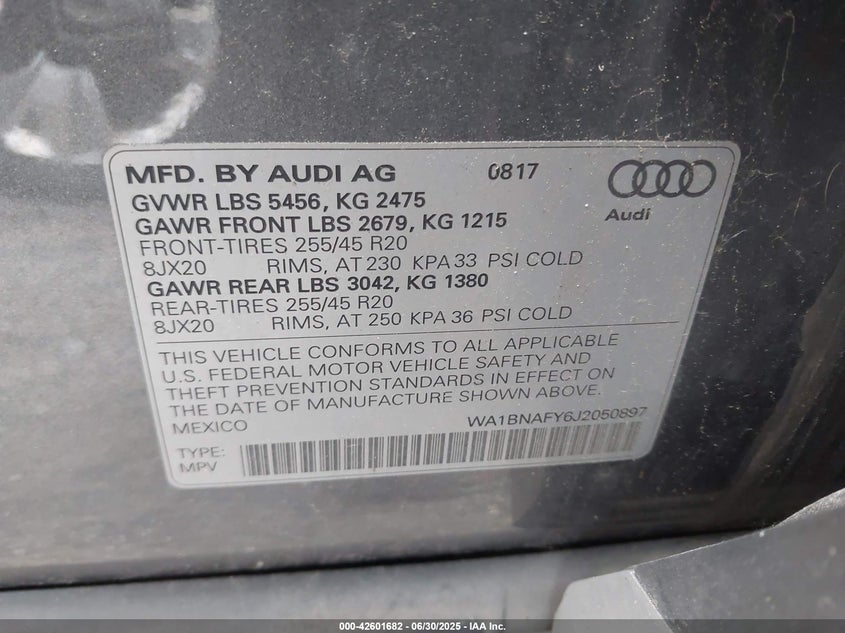 MFD. BY AUDI AG 0817
GVWR LBS 5456, KG 2475
GAWR FRONT LBS 2679, KG 1215
FRONT-TIRES 255/45 R20
8JX20 RIMS, AT 230 KPA 33 PSI COLD
GAWR REAR LBS 3042, KG 1380
REAR-TIRES 255/45 R20
8JX20 RIMS, AT 250 KPA 36 PSI COLD
Audi
THIS VEHICLE CONFORMS TO ALL APPLICABLE
U.S. FEDERAL MOTOR VEHICLE SAFETY AND
THEFT PREVENTION STANDARDS IN EFFECT ON
THE DATE OF MANUFACTURE SHOWN ABOVE.
MEXICO WA1BNAFY6J2050897
TYPE:
MPV
000-42601682 - 06/30/2025 - IAA Inc.